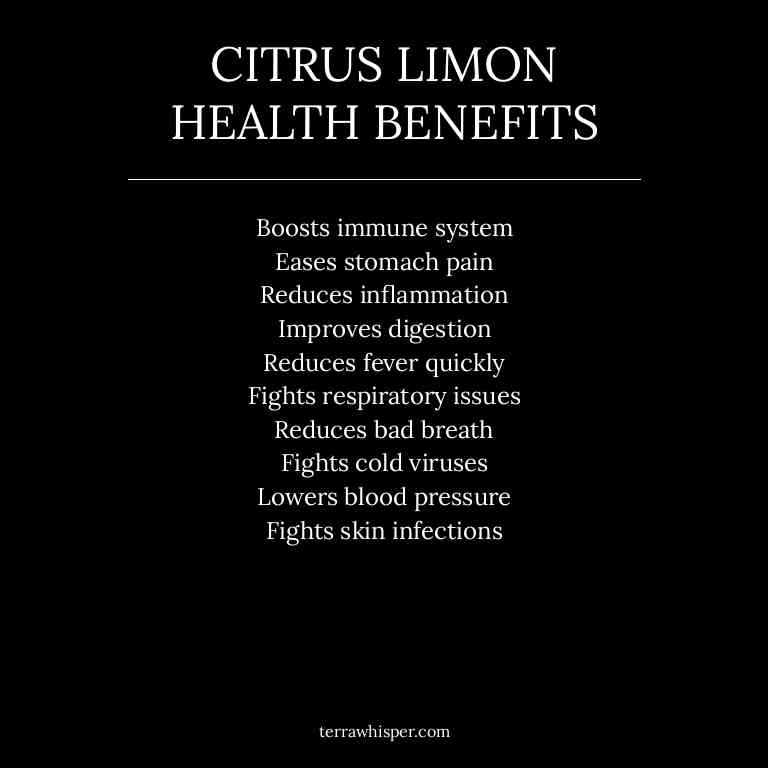 CITRUS LIMON
HEALTH BENEFITS
Boosts immune system
Eases stomach pain
Reduces inflammation
Improves digestion
Reduces fever quickly
Fights respiratory issues
Reduces bad breath
Fights cold viruses
Lowers blood pressure
Fights skin infections
terrawhisper.com